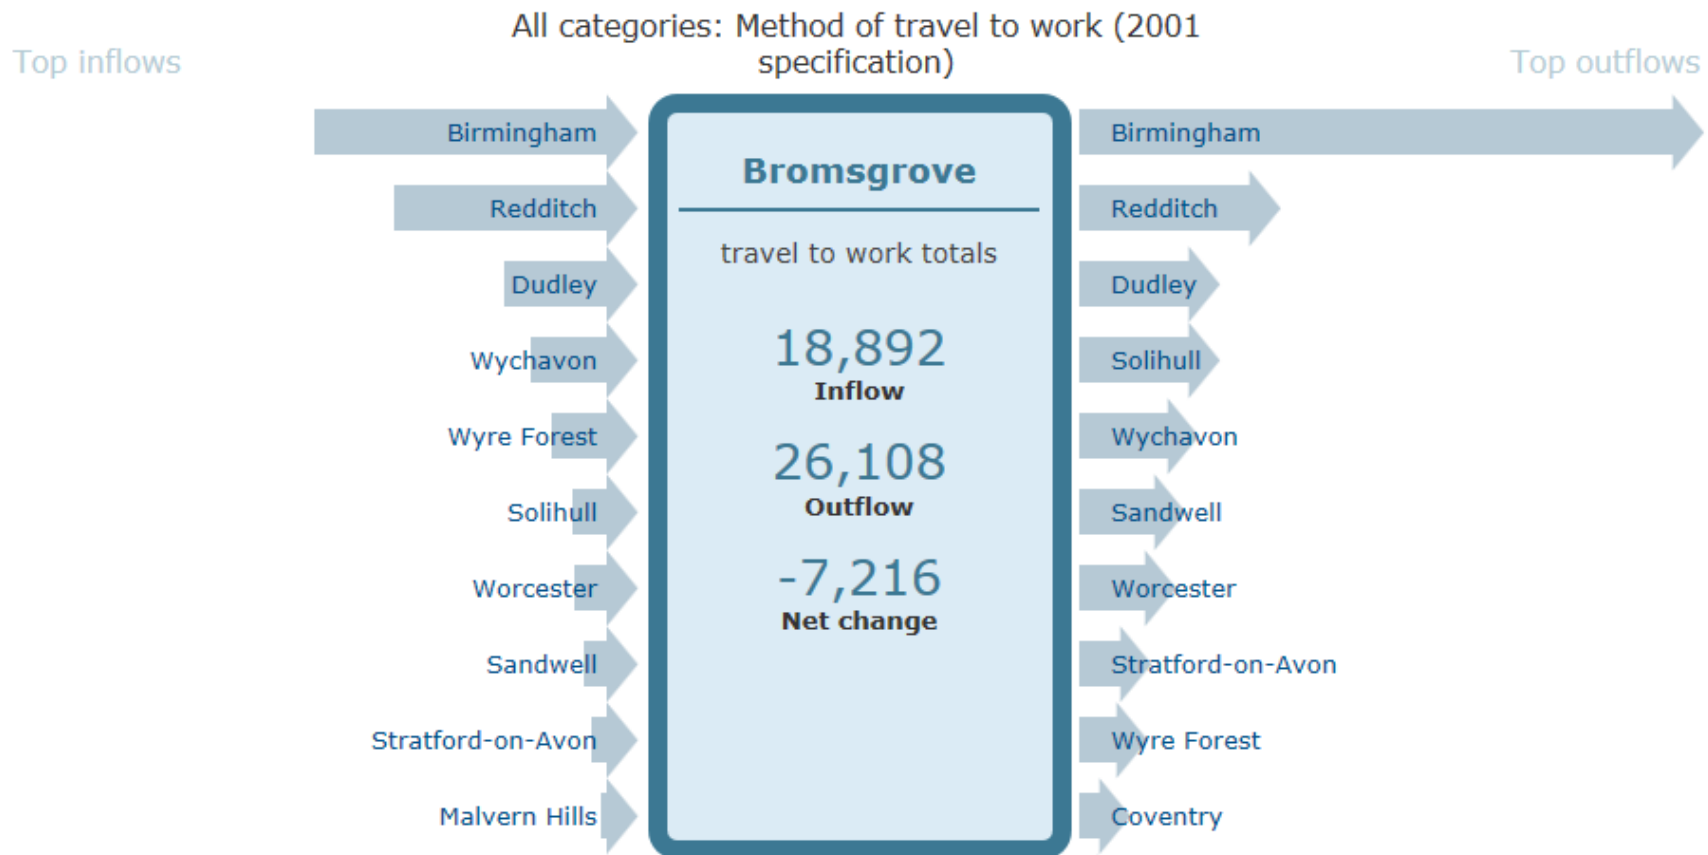 All categories: Method of travel to work (2001
specification)
Top inflows
Top outflows
Birmingham
Redditch
Dudley
Wychavon
Wyre Forest
Solihull
Worcester
Sandwell
Stratford-on-Avon
Malvern Hills
Bromsgrove
travel to work totals
18,892
Inflow
26,108
Outflow
-7,216
Net change
Birmingham
Redditch
Dudley
Solihull
Wychavon
Sandwell
Worcester
Stratford-on-Avon
Wyre Forest
Coventry